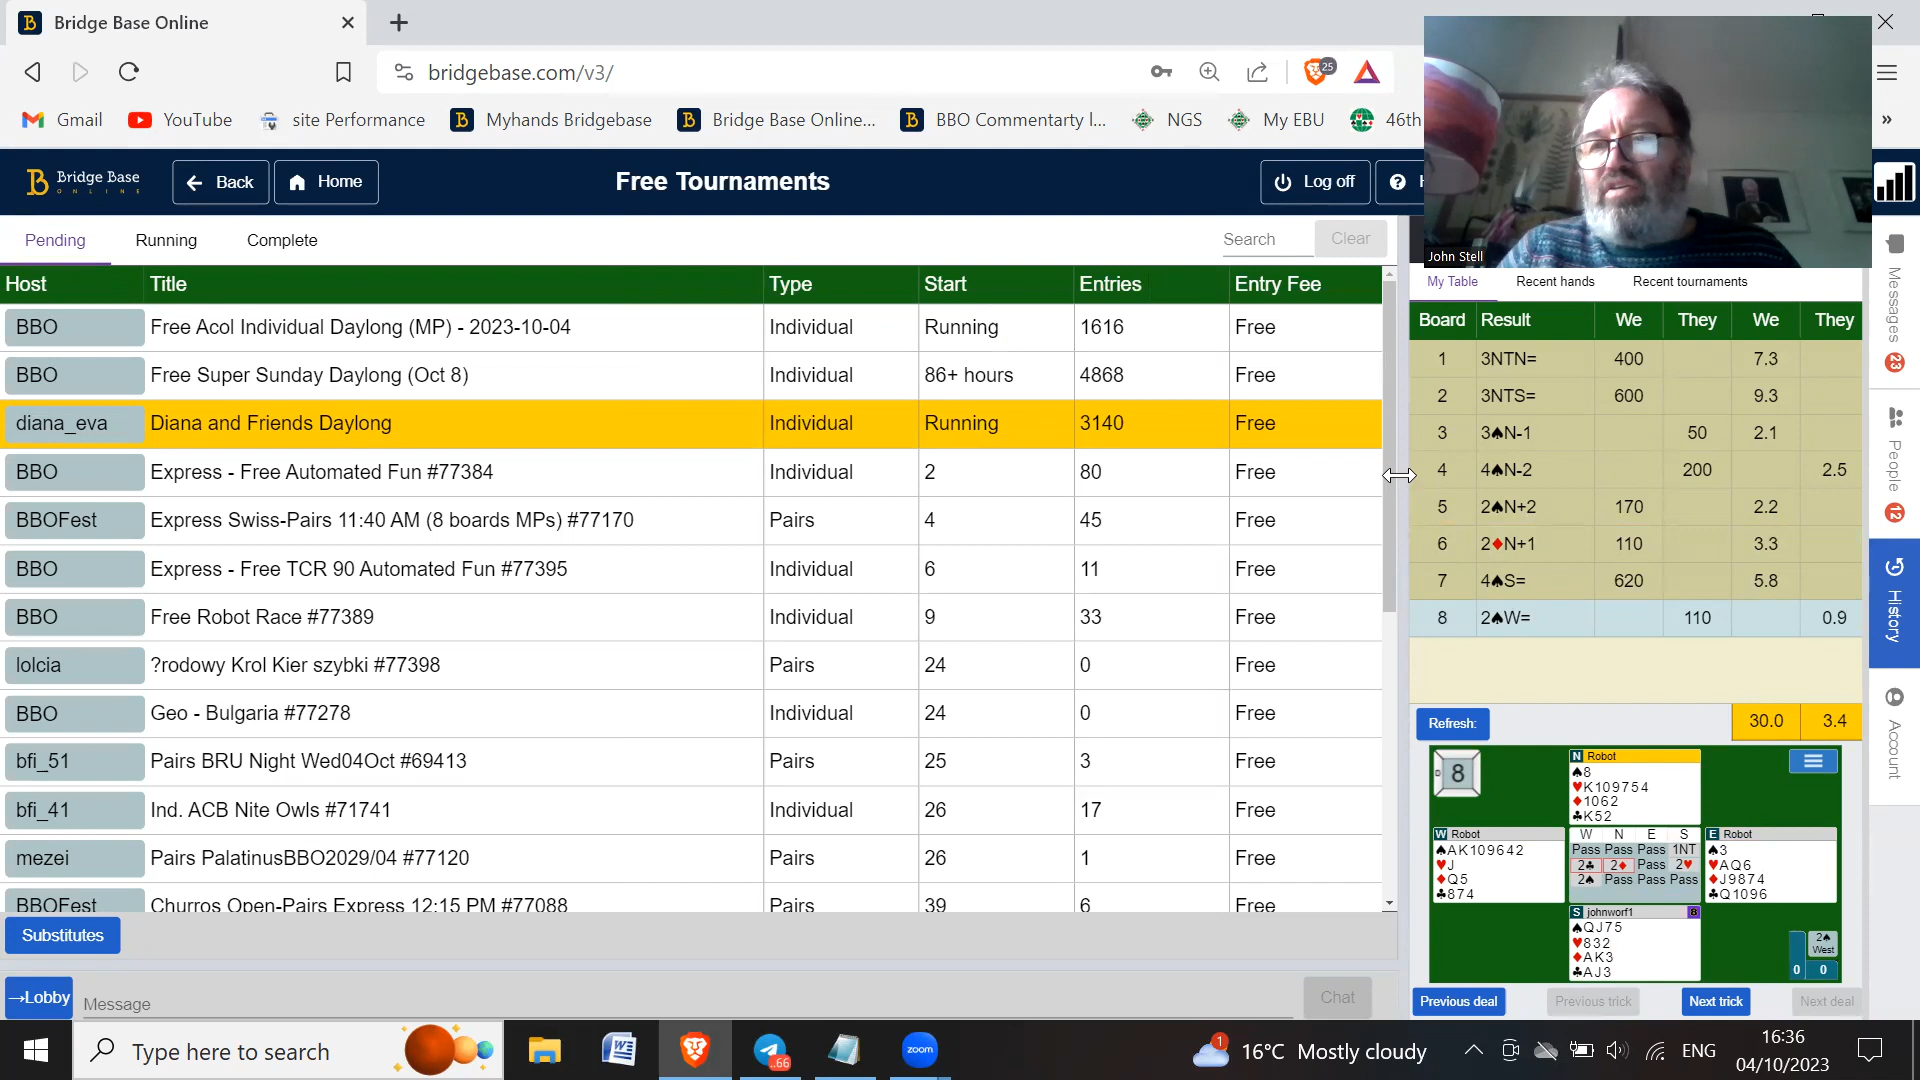 Bridge Base Online
bridgebase.com/v3/
25
Gmail
YouTube
site Performance
Myhands Bridgebase
Bridge Base Online...
BBO Commentarty l...
NGS
My EBU
46th
Bridge Base
ONLINE
Back
Home
Free Tournaments
Log off
John Stell
Pending
Running
Complete
Search
Clear
Host Title Type Start Entries Entry Fee
BBO Free Acol Individual Daylong (MP) - 2023-10-04 Individual Running 1616 Free
BBO Free Super Sunday Daylong (Oct 8) Individual 86+ hours 4868 Free
diana_eva Diana and Friends Daylong Individual Running 3140 Free
BBO Express - Free Automated Fun #77384 Individual 2 80 Free
BBOFest Express Swiss-Pairs 11:40 AM (8 boards MPs) #77170 Pairs 4 45 Free
BBO Express - Free TCR 90 Automated Fun #77395 Individual 6 11 Free
BBO Free Robot Race #77389 Individual 9 33 Free
lolcia ?rodowy Krol Kier szybki #77398 Pairs 24 0 Free
BBO Geo - Bulgaria #77278 Individual 24 0 Free
bfi_51 Pairs BRU Night Wed04Oct #69413 Pairs 25 3 Free
bfi_41 Ind. ACB Nite Owls #71741 Individual 26 17 Free
mezei Pairs PalatinusBBO2029/04 #77120 Pairs 26 1 Free
BBOFest Churros Open-Pairs Express 12:15 PM #77088 Pairs 39 6 Free
Substitutes
→Lobby
Message
Chat
My Table Recent hands Recent tournaments
Board Result We They We They
1 3NTN= 400 7.3
2 3NTS= 600 9.3
3 3♠N-1 50 2.1
4 4♠N-2 200 2.5
5 2♠N+2 170 2.2
6 2♦N+1 110 3.3
7 4♠S= 620 5.8
8 2♠W= 110 0.9
Refresh:
30.0 3.4
8
N Robot
♠8
♥K109754
♦1062
♣K52
W Robot
♠AK109642
♥J
♦Q5
♣874
W N E S
Pass Pass Pass 1NT
2♣ 2♦ Pass 2♥
2♠ Pass Pass Pass
E Robot
♠3
♥AQ6
♦J9874
♣Q1096
S johnworf1 8
♠QJ75
♥832
♦AK3
♣AJ3
2♠
West
0 0
Previous deal
Previous trick
Next trick
Next deal
Messages
23
People
12
History
Account
Type here to search
66
zoom
1
16°C Mostly cloudy
ENG
16:36
04/10/2023